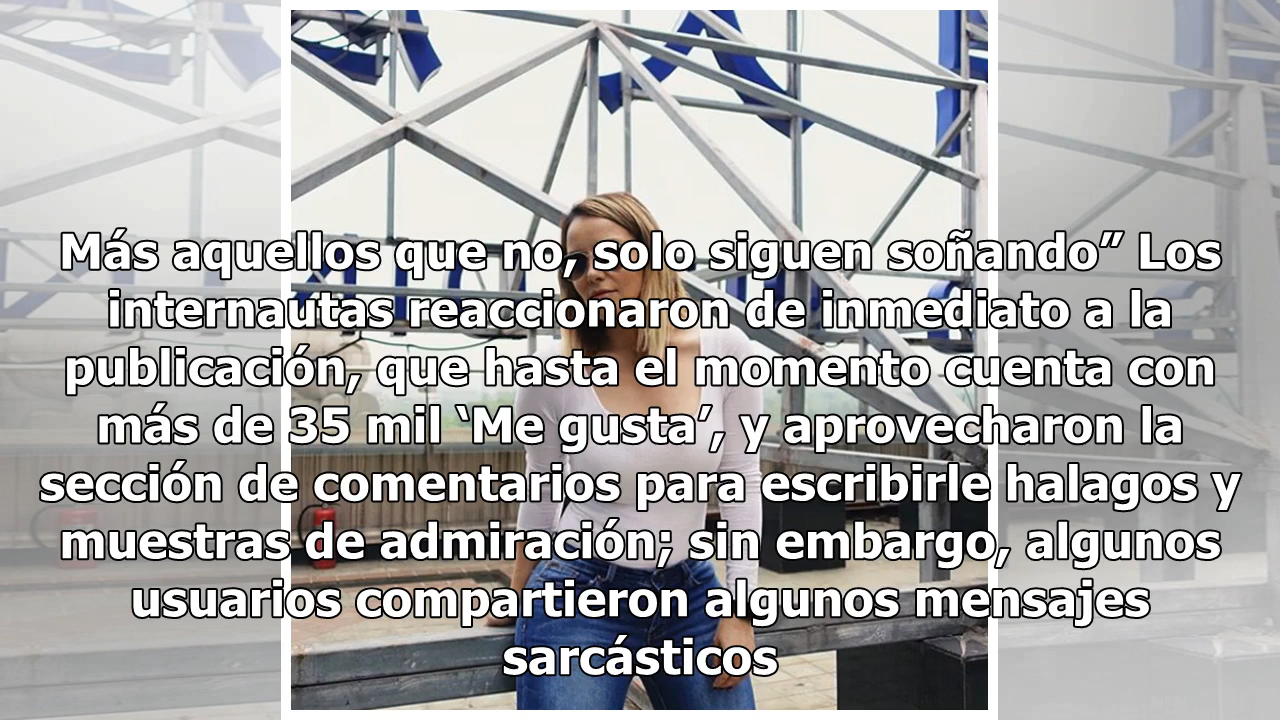 Más aquellos que no, solo siguen soñando” Los
internautas reaccionaron de inmediato a la
publicación, que hasta el momento cuenta con
más de 35 mil ‘Me gusta’, y aprovecharon la
sección de comentarios para escribirle halagos y
muestras de admiración; sin embargo, algunos
usuarios compartieron algunos mensajes
sarcásticos